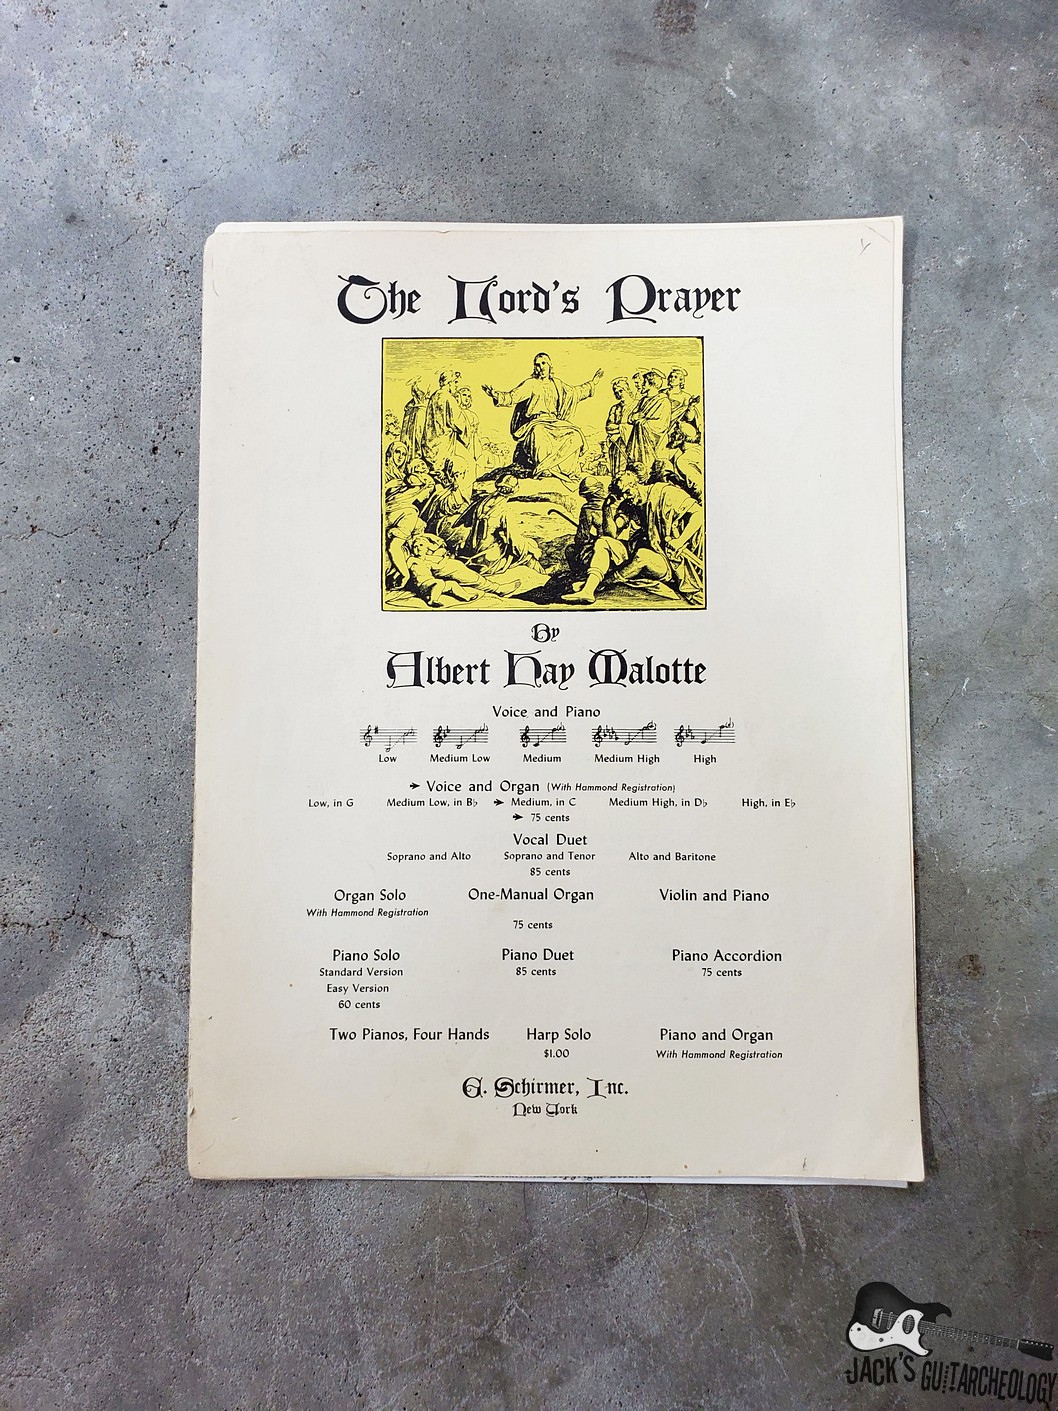 The Lord's Prayer
By
Albert Hay Malotte
Voice and Piano
Low Medium Low Medium Medium High High
➤ Voice and Organ (With Hammond Registration)
Low, in G Medium Low, in B♭ ➤ Medium, in C Medium High, in D♭ High, in E♭
➤ 75 cents
Vocal Duet
Soprano and Alto Soprano and Tenor Alto and Baritone
85 cents
Organ Solo One-Manual Organ Violin and Piano
With Hammond Registration
75 cents
Piano Solo Piano Duet Piano Accordion
Standard Version 85 cents 75 cents
Easy Version
60 cents
Two Pianos, Four Hands Harp Solo Piano and Organ
$1.00 With Hammond Registration
G. Schirmer, Inc.
New York
JACK'S GUITARCHEOLOGY